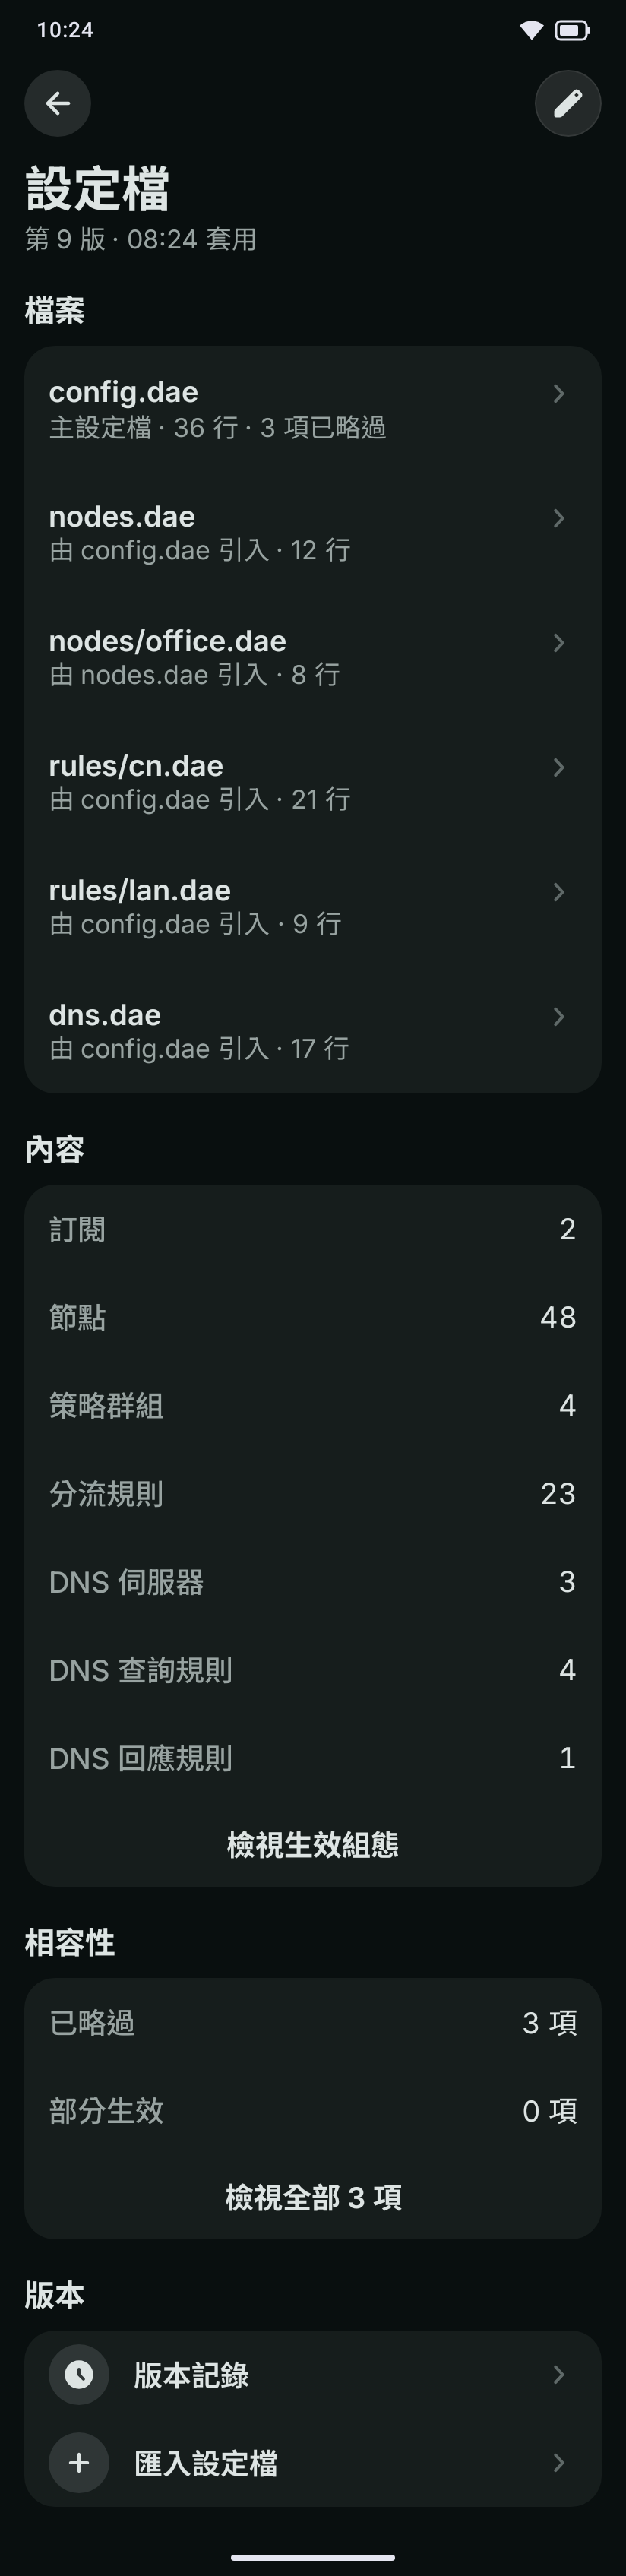 10:24
設定檔
第 9 版 · 08:24 套用
檔案
config.dae
主設定檔 · 36 行 · 3 項已略過
nodes.dae
由 config.dae 引入 · 12 行
nodes/office.dae
由 nodes.dae 引入 · 8 行
rules/cn.dae
由 config.dae 引入 · 21 行
rules/lan.dae
由 config.dae 引入 · 9 行
dns.dae
由 config.dae 引入 · 17 行
內容
訂閱 2
節點 48
策略群組 4
分流規則 23
DNS 伺服器 3
DNS 查詢規則 4
DNS 回應規則 1
檢視生效組態
相容性
已略過 3 項
部分生效 0 項
檢視全部 3 項
版本
版本記錄
匯入設定檔